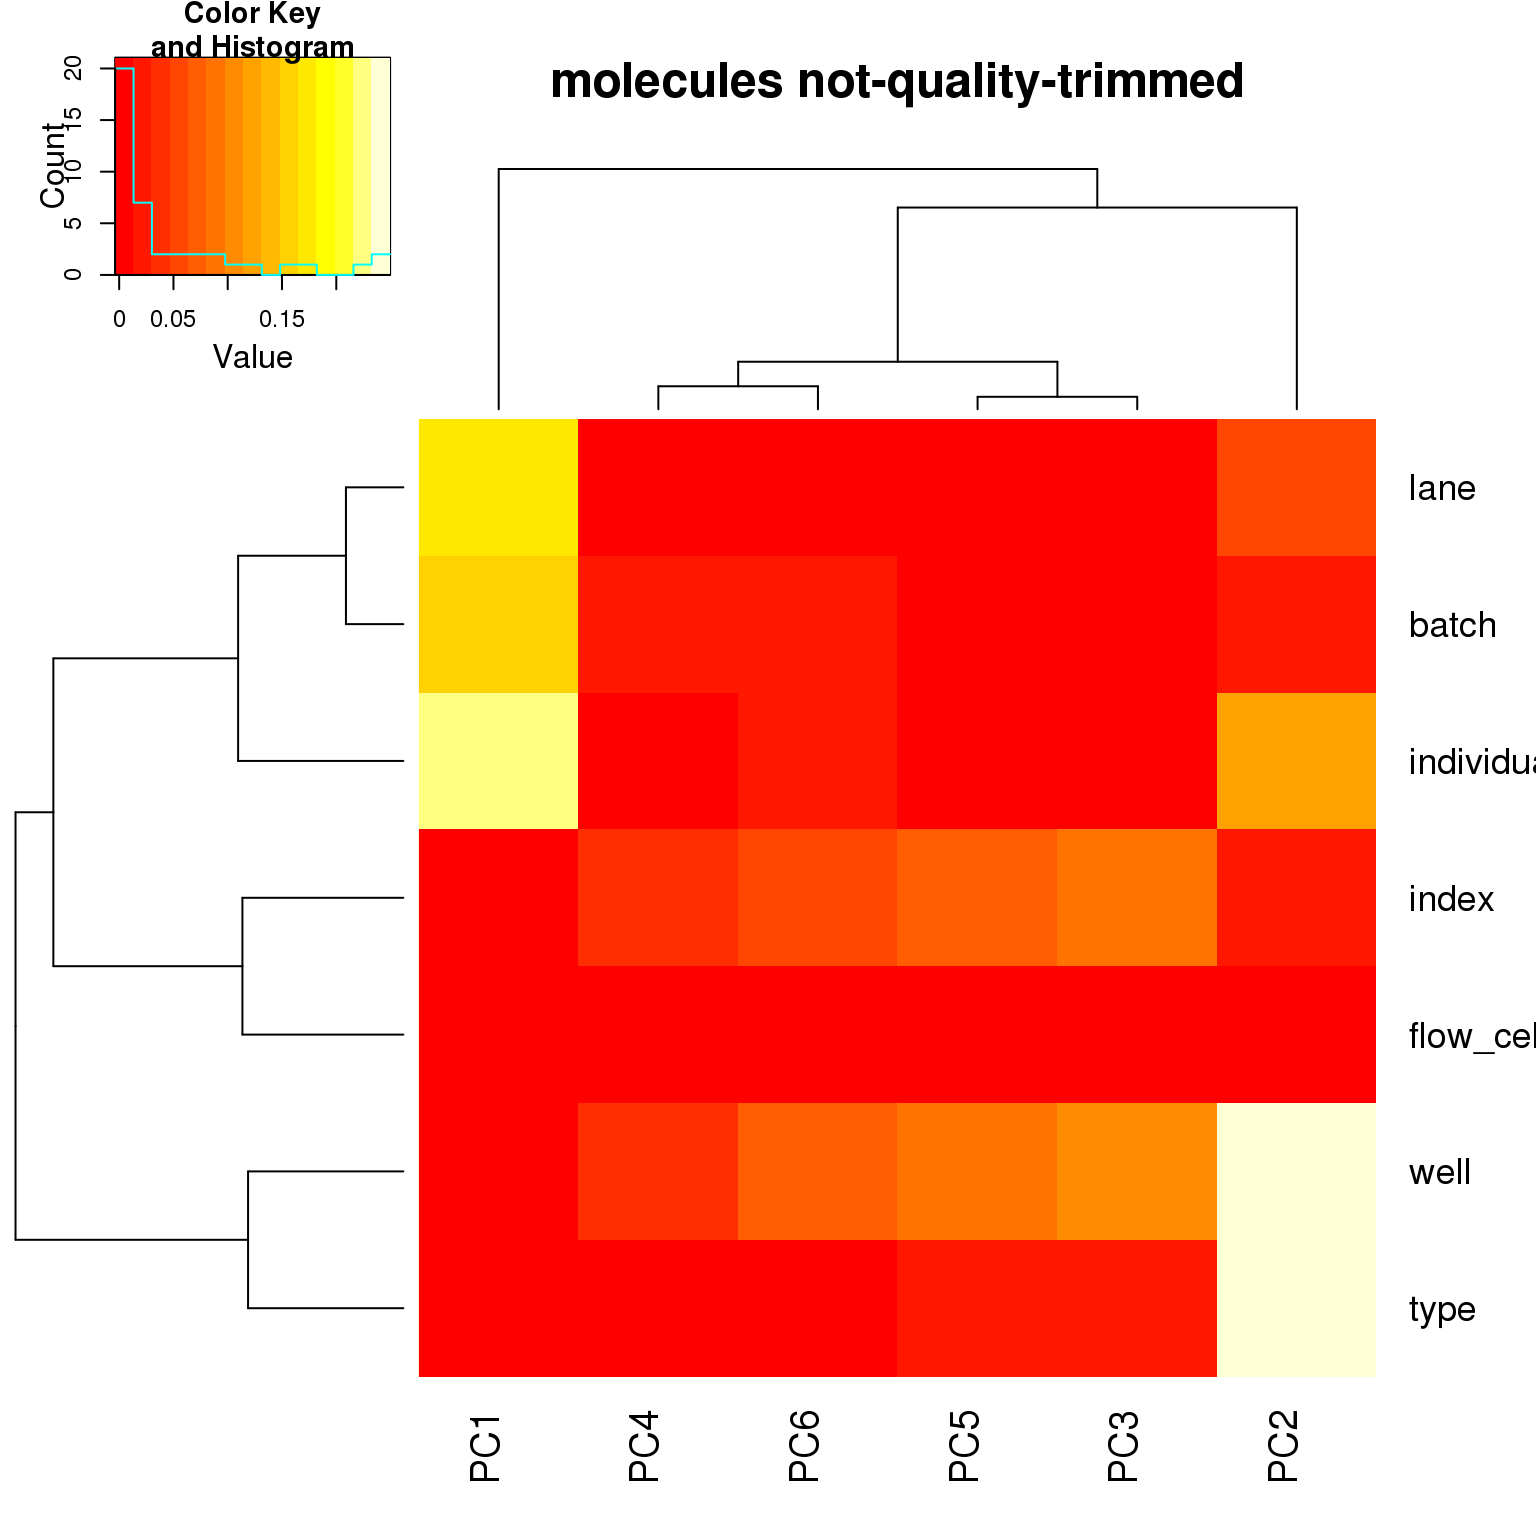 Color Key
and Histogram
molecules not-quality-trimmed
Count
20
15
10
5
0
0 0.05 0.15
Value
lane
batch
individua
index
flow_cel
well
type
PC1 PC4 PC6 PC5 PC3 PC2